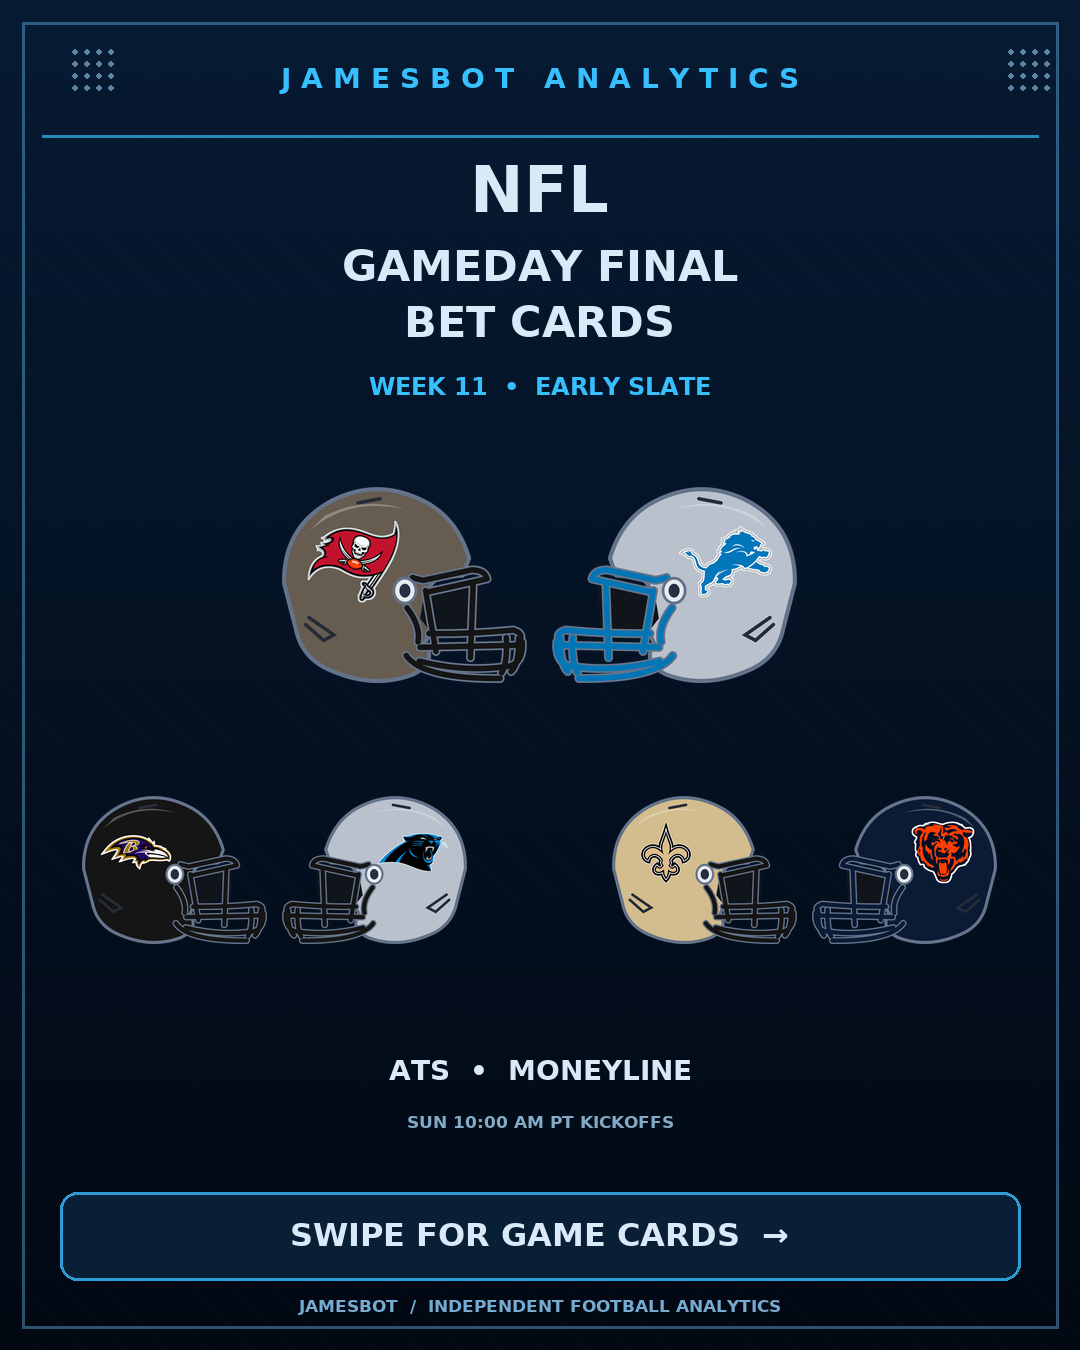 JAMESBOT ANALYTICS
NFL
GAMEDAY FINAL
BET CARDS
WEEK 11 • EARLY SLATE
B
ATS • MONEYLINE
SUN 10:00 AM PT KICKOFFS
SWIPE FOR GAME CARDS →
JAMESBOT / INDEPENDENT FOOTBALL ANALYTICS